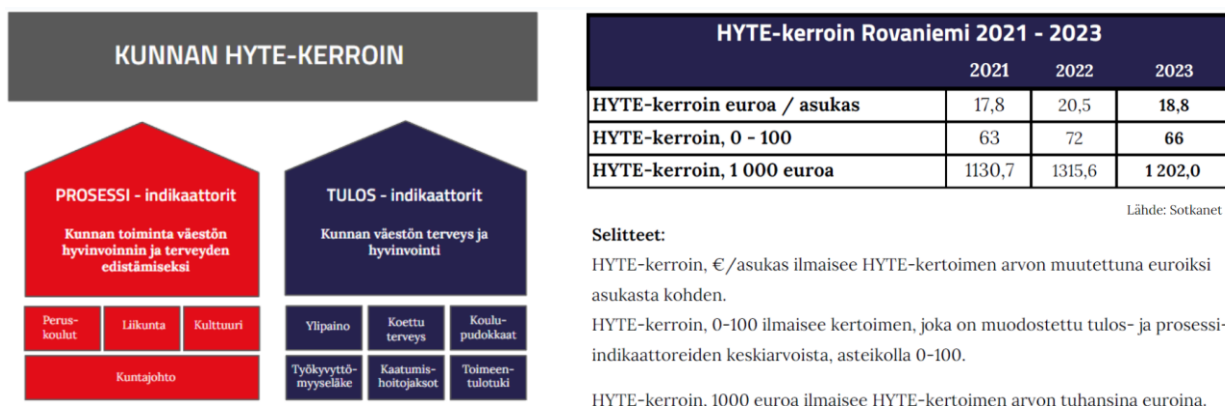 KUNNAN HYTE-KERROIN
PROSESSI - indikaattorit
Kunnan toiminta väestön
hyvinvoinnin ja terveyden
edistämiseksi
Perus-
koulut
Liikunta
Kulttuuri
Kuntajohto
TULOS - indikaattorit
Kunnan väestön terveys ja
hyvinvointi
Ylipaino
Koettu
terveys
Koulu-
pudokkaat
Työkyvyttö-
myyseläke
Kaatumis-
hoitojaksot
Toimeen-
tulotuki
HYTE-kerroin Rovaniemi 2021 - 2023
2021 2022 2023
HYTE-kerroin euroa / asukas 17,8 20,5 18,8
HYTE-kerroin, 0 - 100 63 72 66
HYTE-kerroin, 1 000 euroa 1130,7 1315,6 1 202,0
Lähde: Sotkanet
Selitteet:
HYTE-kerroin, €/asukas ilmaisee HYTE-kertoimen arvon muutettuna euroiksi
asukasta kohden.
HYTE-kerroin, 0-100 ilmaisee kertoimen, joka on muodostettu tulos- ja prosessi-
indikaattoreiden keskiarvoista, asteikolla 0-100.
HYTE-kerroin, 1000 euroa ilmaisee HYTE-kertoimen arvon tuhansina euroina.